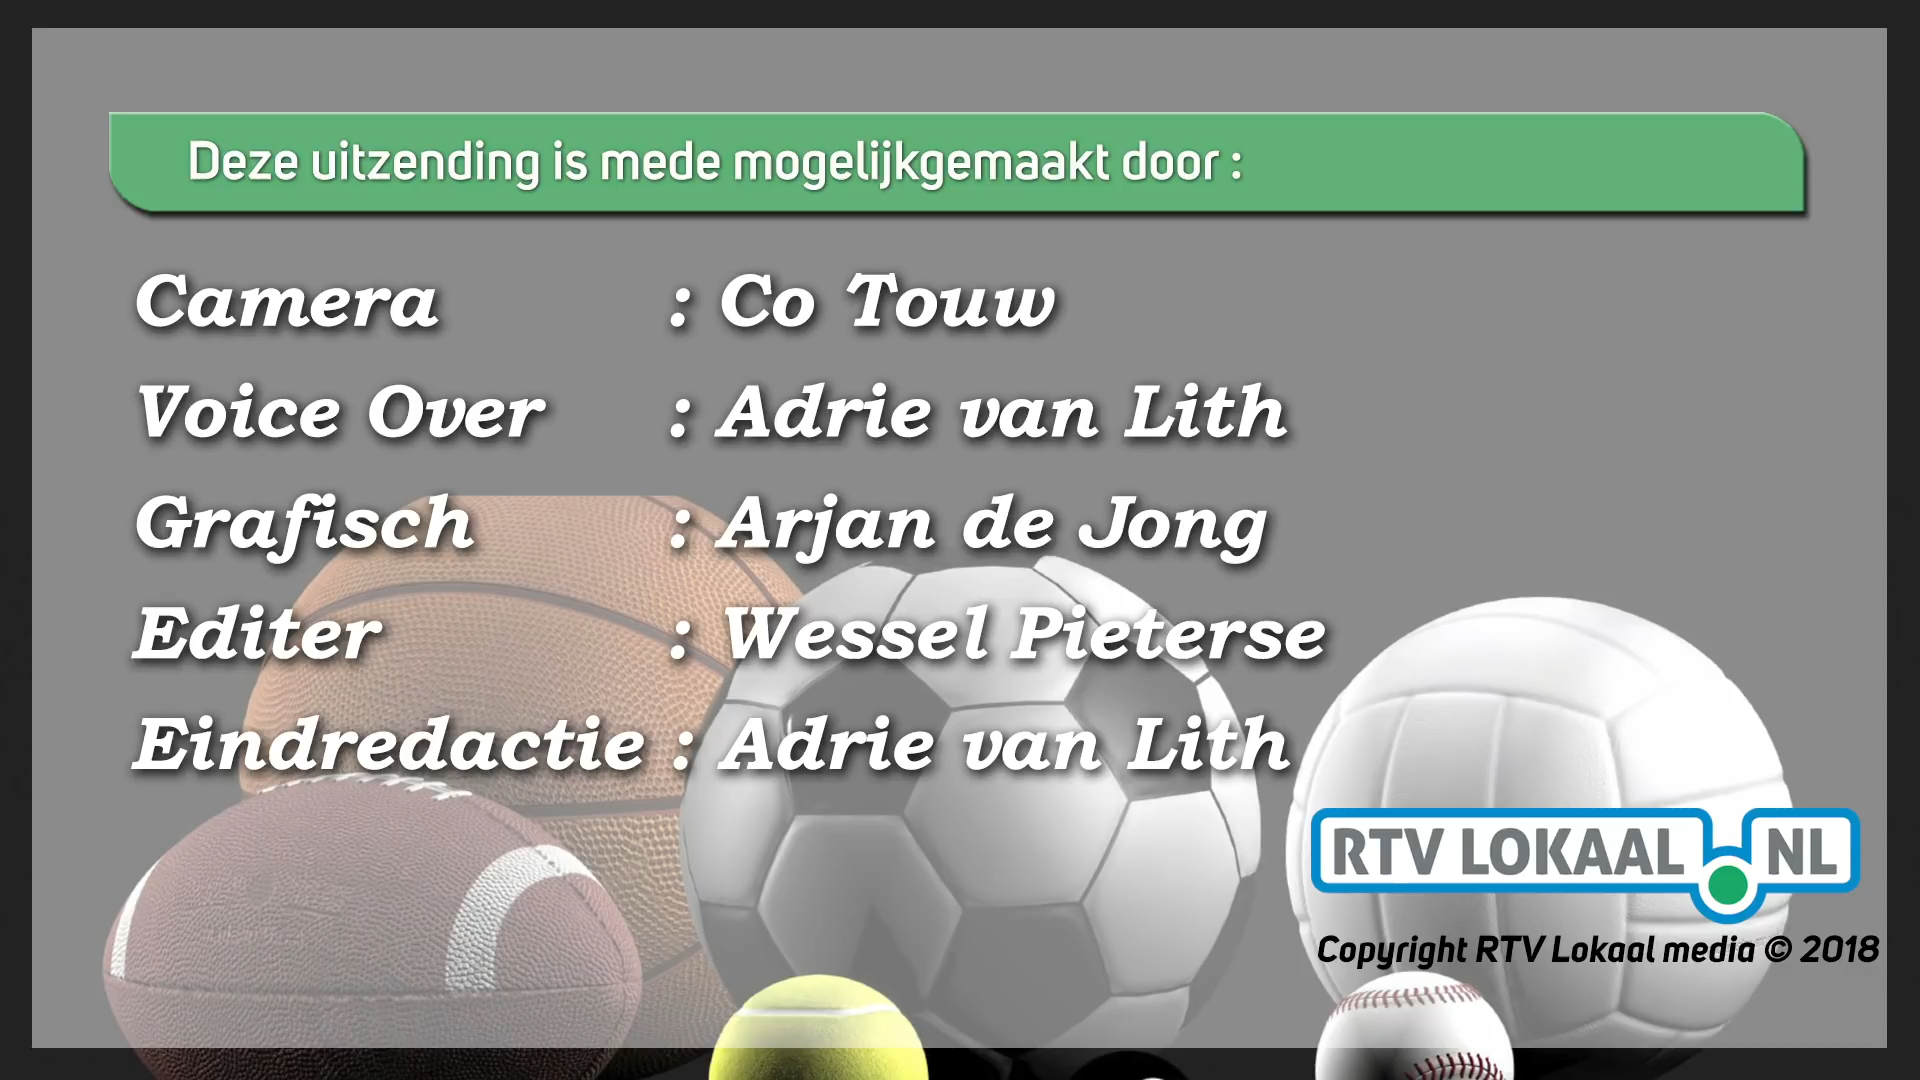 Deze uitzending is mede mogelijkgemaakt door :
Camera : Co Touw
Voice Over : Adrie van Lith
Grafisch : Arjan de Jong
Editer : Wessel Pieterse
Eindredactie : Adrie van Lith
RTV LOKAAL.NL
Copyright RTV Lokaal media © 2018